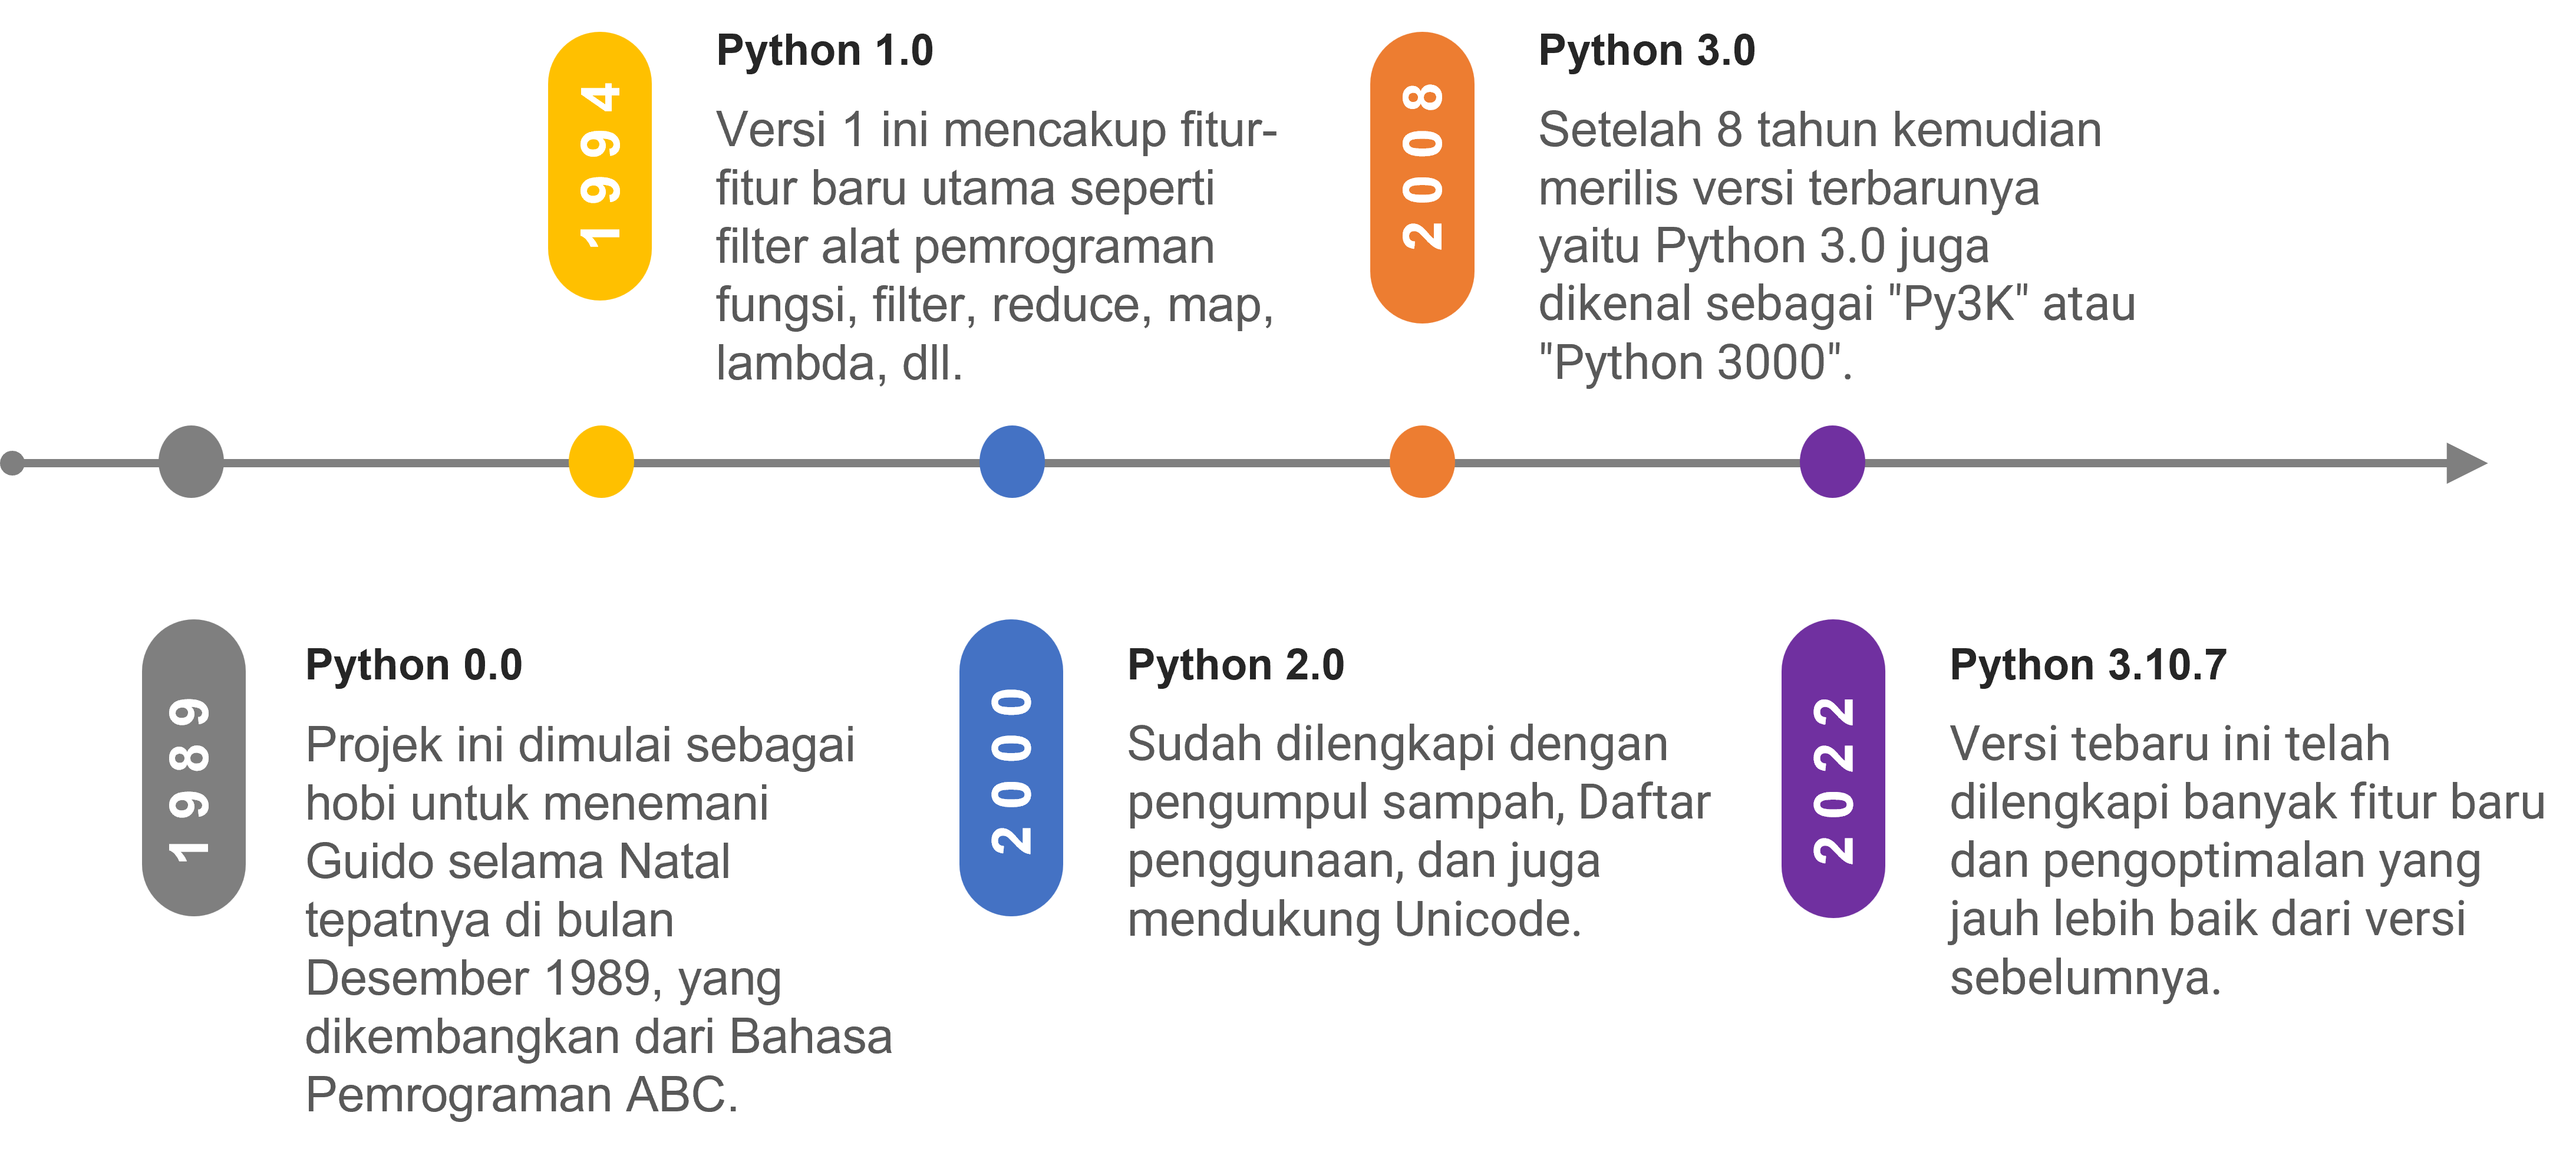 1994
Python 1.0
Versi 1 ini mencakup fitur-
fitur baru utama seperti
filter alat pemrograman
fungsi, filter, reduce, map,
lambda, dll.
2008
Python 3.0
Setelah 8 tahun kemudian
merilis versi terbarunya
yaitu Python 3.0 juga
dikenal sebagai "Py3K" atau
"Python 3000".
1989
Python 0.0
Projek ini dimulai sebagai
hobi untuk menemani
Guido selama Natal
tepatnya di bulan
Desember 1989, yang
dikembangkan dari Bahasa
Pemrograman ABC.
2000
Python 2.0
Sudah dilengkapi dengan
pengumpul sampah, Daftar
penggunaan, dan juga
mendukung Unicode.
2022
Python 3.10.7
Versi tebaru ini telah
dilengkapi banyak fitur baru
dan pengoptimalan yang
jauh lebih baik dari versi
sebelumnya.